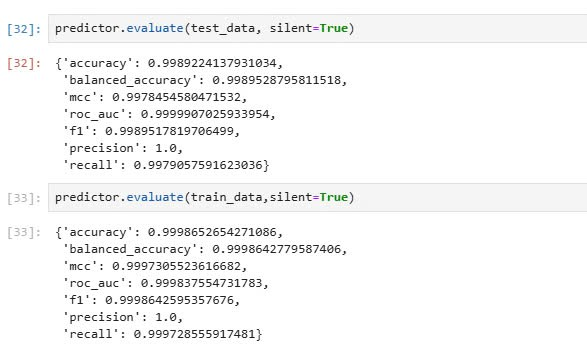 [32]: predictor.evaluate(test_data, silent=True)
[32]: {'accuracy': 0.9989224137931034,
'balanced_accuracy': 0.9989528795811518,
'mcc': 0.9978454580471532,
'roc_auc': 0.9999907025933954,
'f1': 0.9989517819706499,
'precision': 1.0,
'recall': 0.9979057591623036}
[33]: predictor.evaluate(train_data,silent=True)
[33]: {'accuracy': 0.9998652654271086,
'balanced_accuracy': 0.9998642779587406,
'mcc': 0.9997305523616682,
'roc_auc': 0.999837554731783,
'f1': 0.9998642595357676,
'precision': 1.0,
'recall': 0.999728555917481}